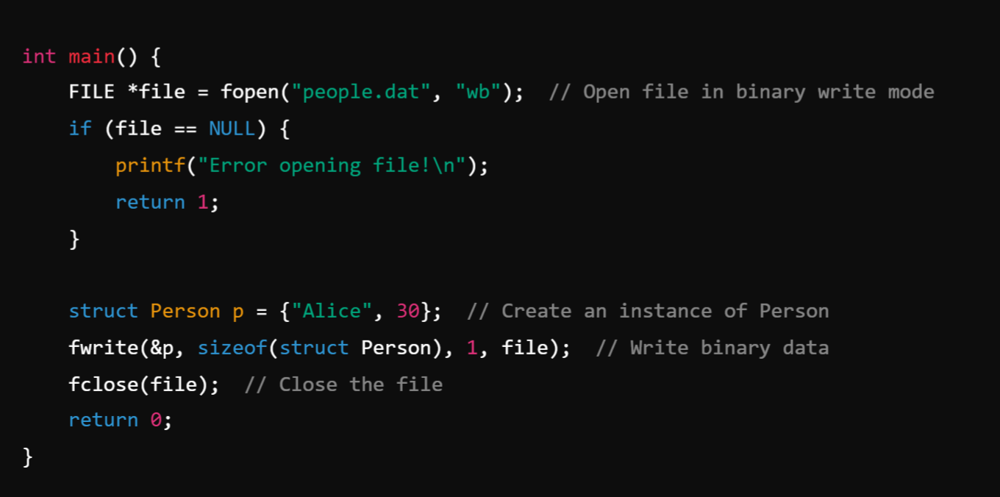 int main() {
    FILE *file = fopen("people.dat", "wb");  // Open file in binary write mode
    if (file == NULL) {
        printf("Error opening file!\n");
        return 1;
    }

    struct Person p = {"Alice", 30};  // Create an instance of Person
    fwrite(&p, sizeof(struct Person), 1, file);  // Write binary data
    fclose(file);  // Close the file
    return 0;
}